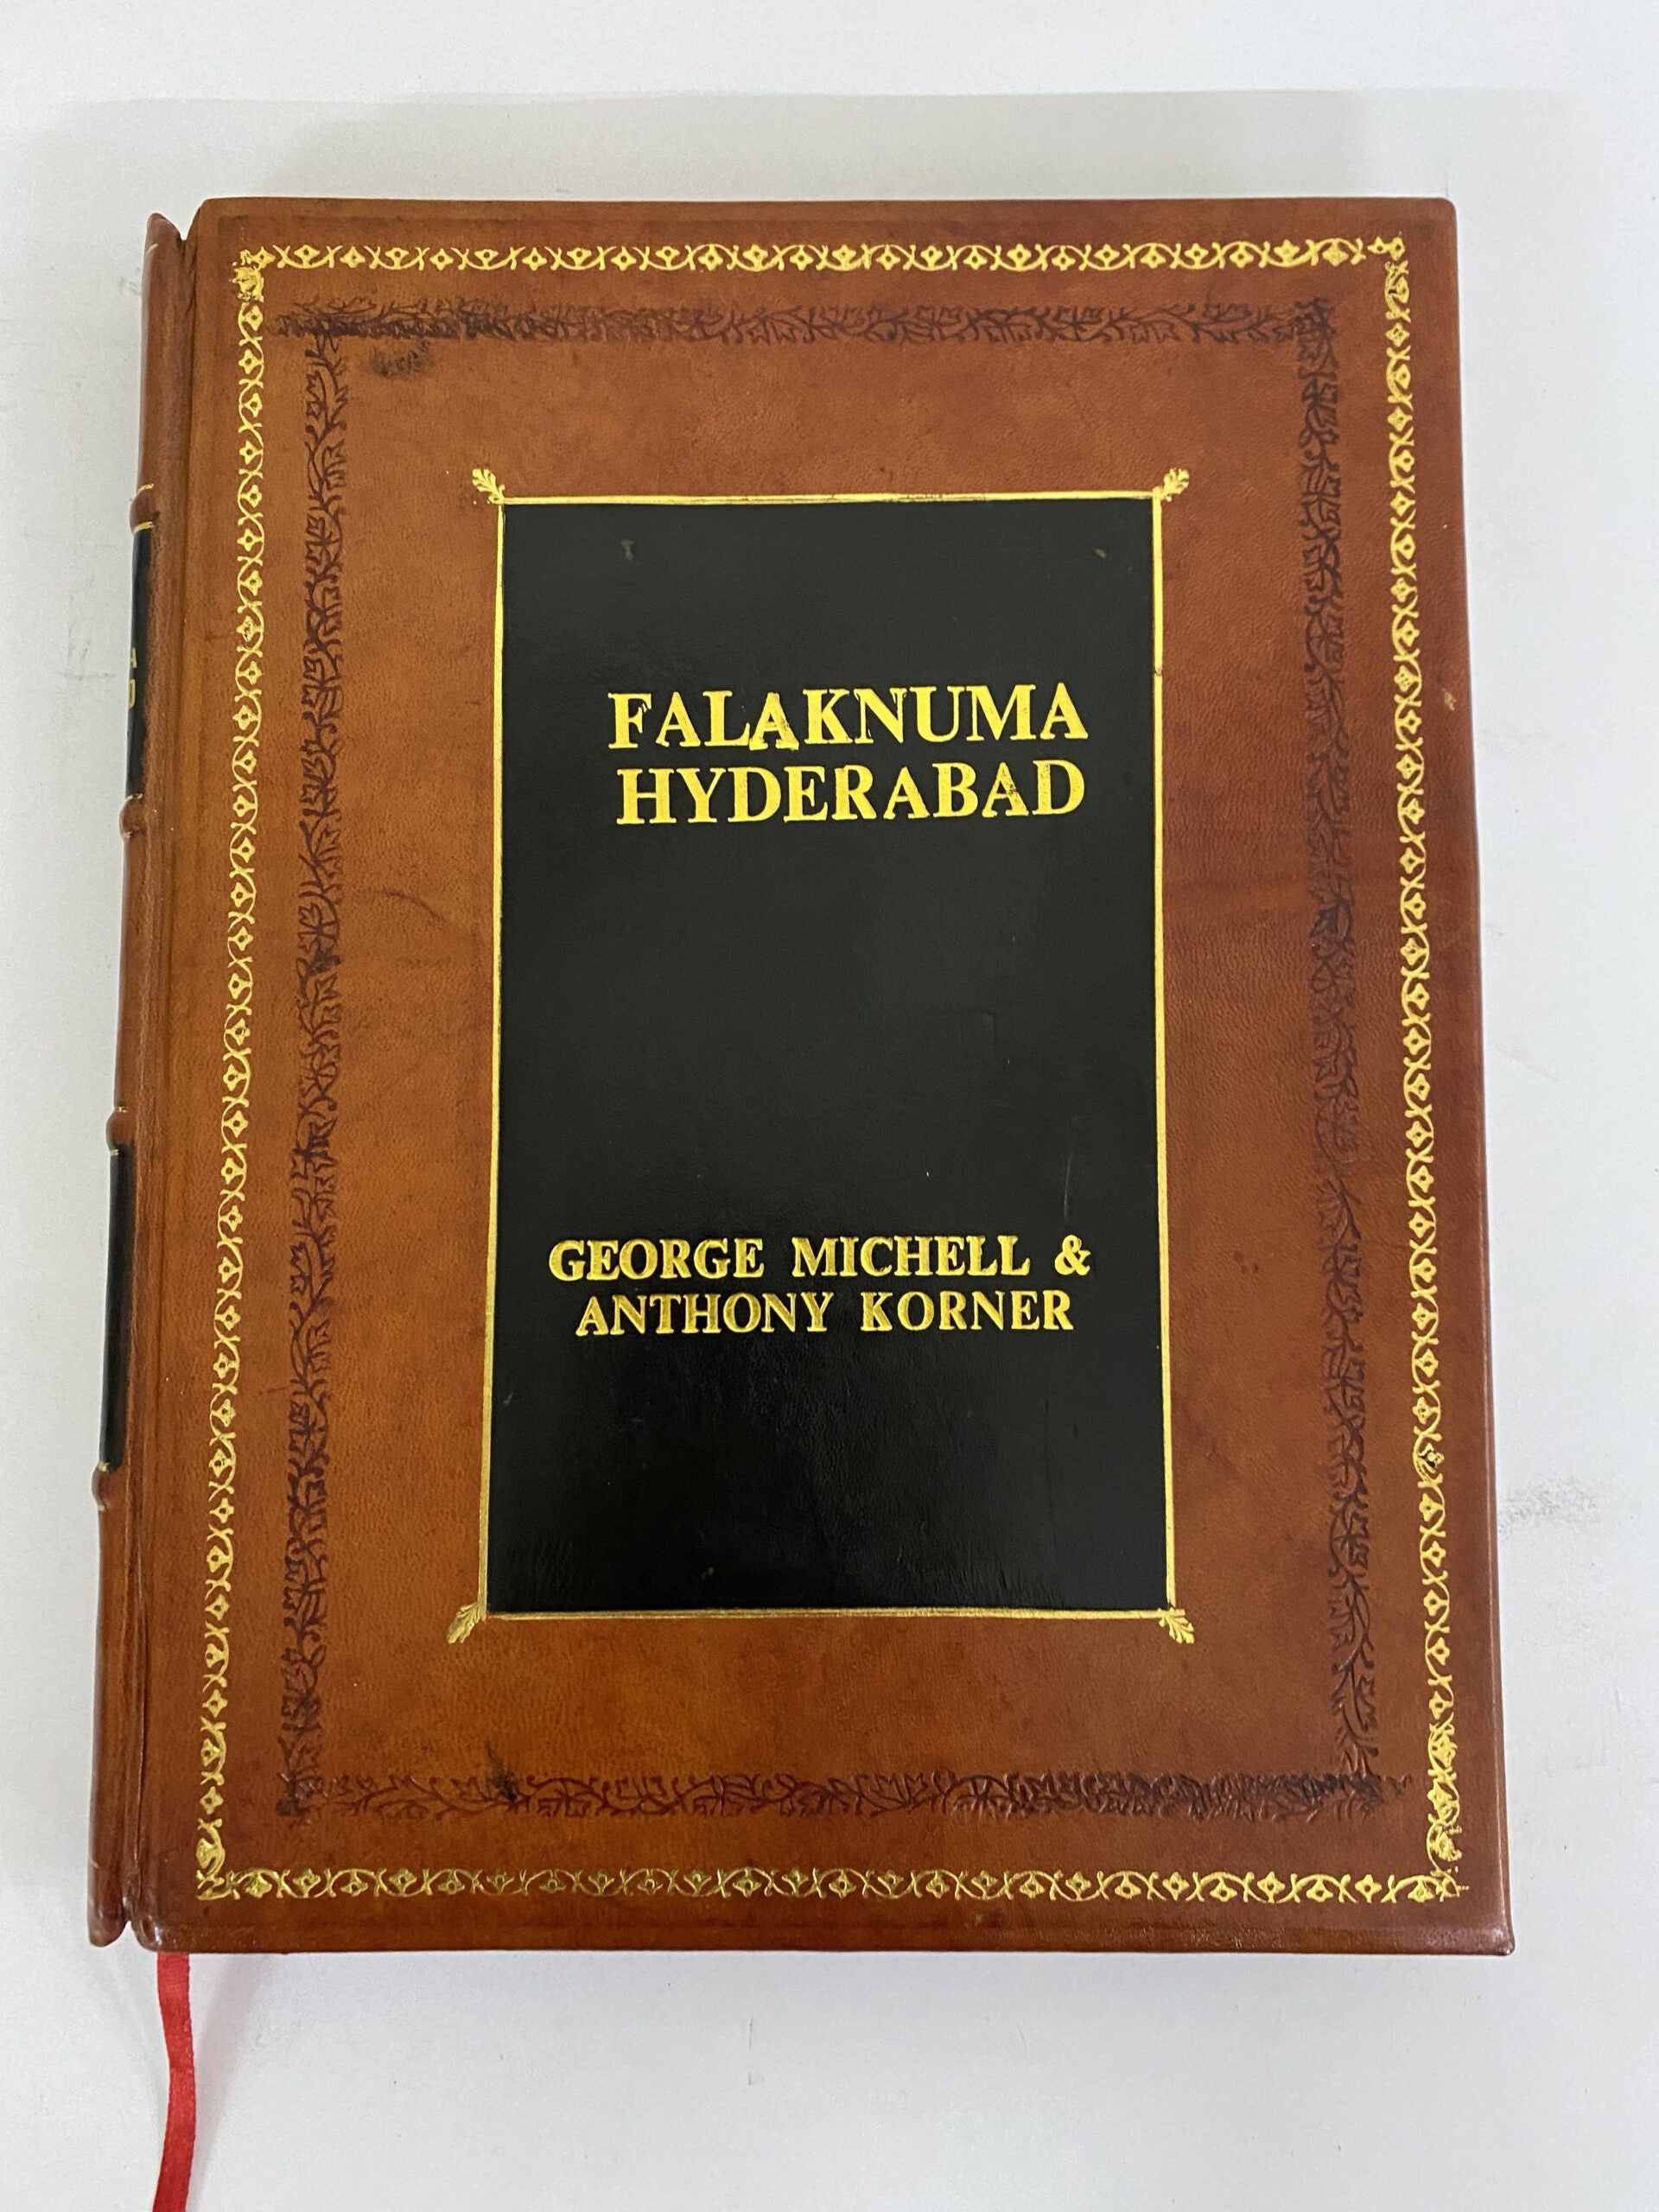 FALAKNUMA
HYDERABAD
GEORGE MICHELL &
ANTHONY KORNER